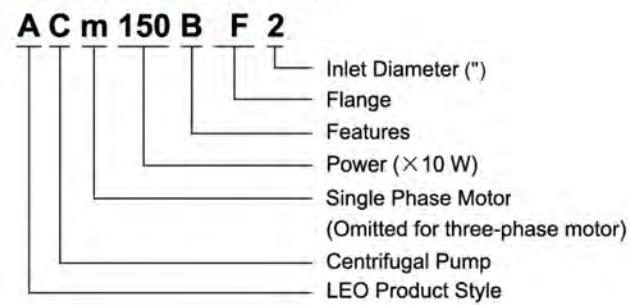 A C m 150 B F 2
Inlet Diameter (")
Flange
Features
Power (×10 W)
Single Phase Motor
(Omitted for three-phase motor)
Centrifugal Pump
LEO Product Style